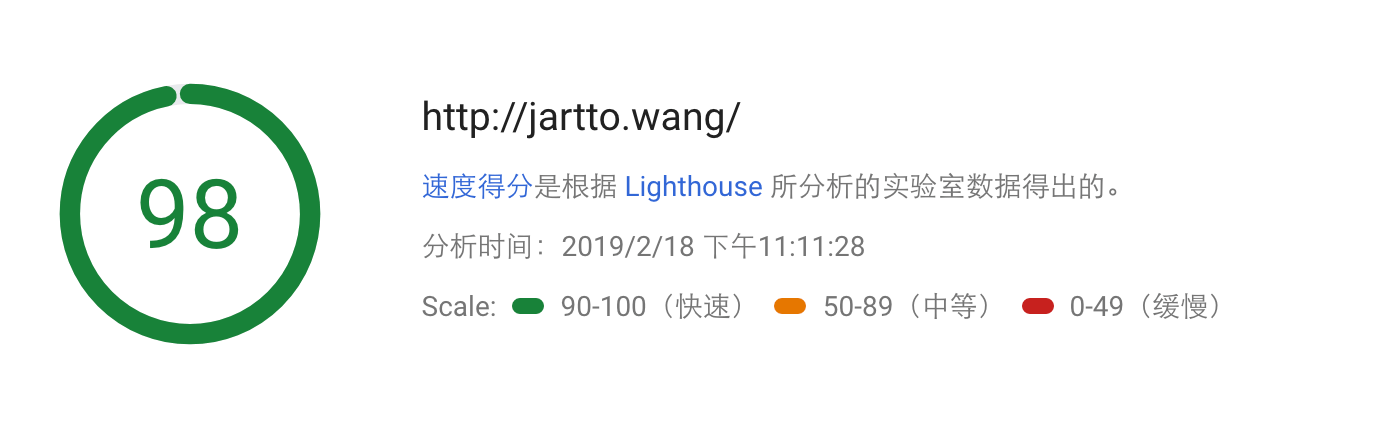 98
http://jartto.wang/
速度得分是根据 Lighthouse 所分析的实验室数据得出的。
分析时间：2019/2/18 下午11:11:28
Scale: 90-100（快速） 50-89（中等） 0-49（缓慢）